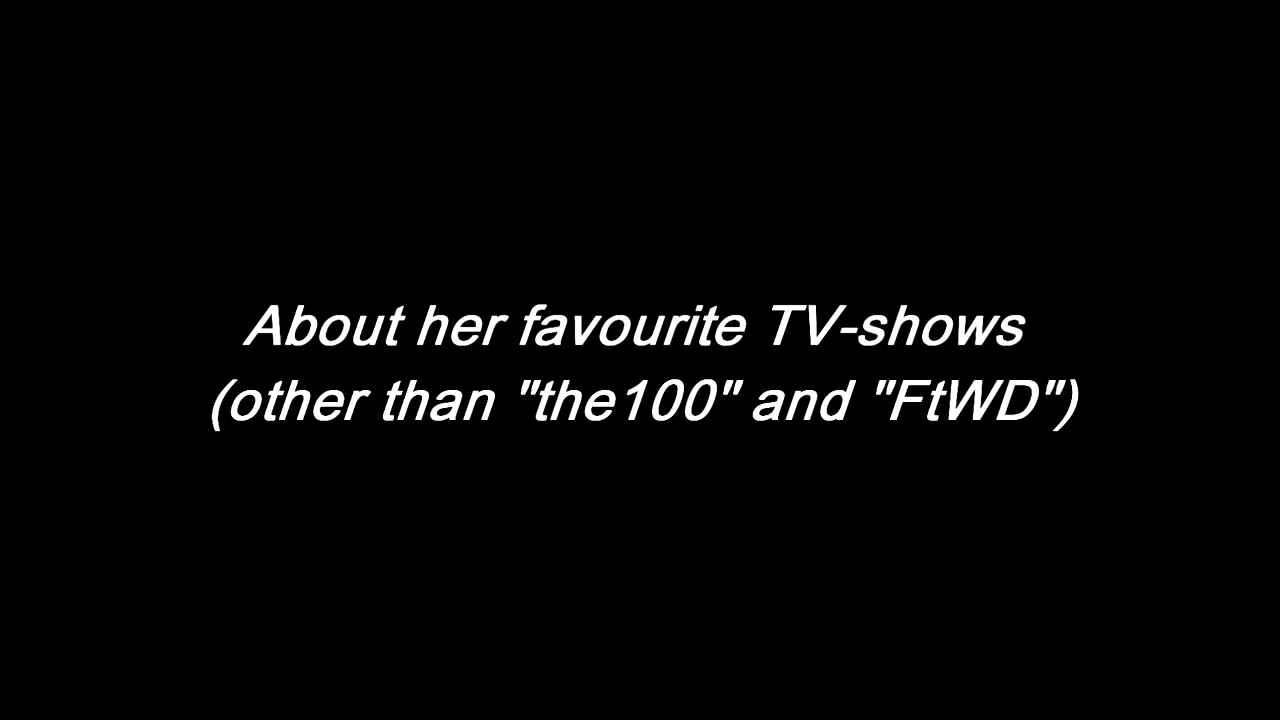 About her favourite TV-shows
(other than "the100" and "FtWD")